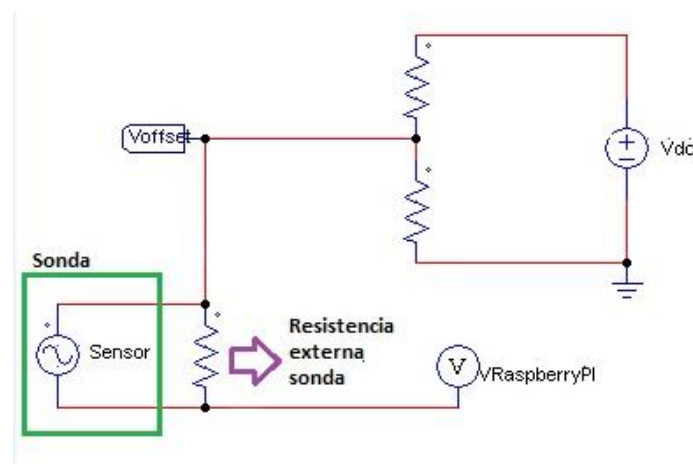 Voffset
Vdc
Sonda
Sensor
Resistencia
externa
sonda
V
VRaspberryPI